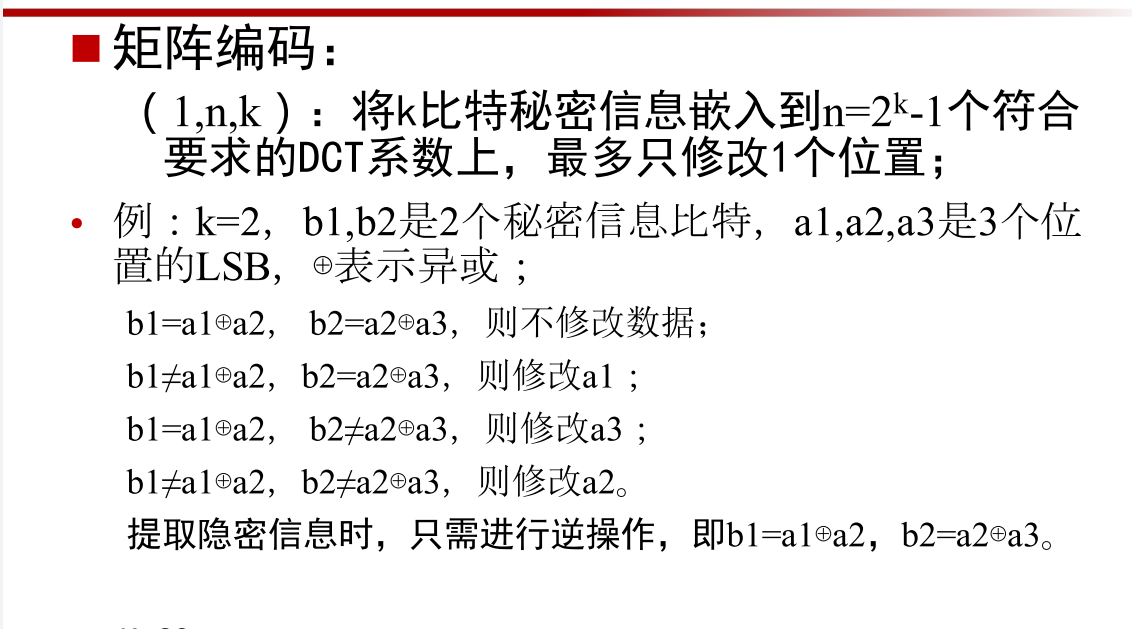 矩阵编码：
（1,n,k）：将k比特秘密信息嵌入到n=2ᵏ-1个符合
要求的DCT系数上，最多只修改1个位置；
• 例：k=2，b1,b2是2个秘密信息比特，a1,a2,a3是3个位
置的LSB，⊕表示异或；
b1=a1⊕a2， b2=a2⊕a3，则不修改数据；
b1≠a1⊕a2，b2=a2⊕a3，则修改a1；
b1=a1⊕a2， b2≠a2⊕a3，则修改a3；
b1≠a1⊕a2，b2≠a2⊕a3，则修改a2。
提取隐密信息时，只需进行逆操作，即b1=a1⊕a2，b2=a2⊕a3。